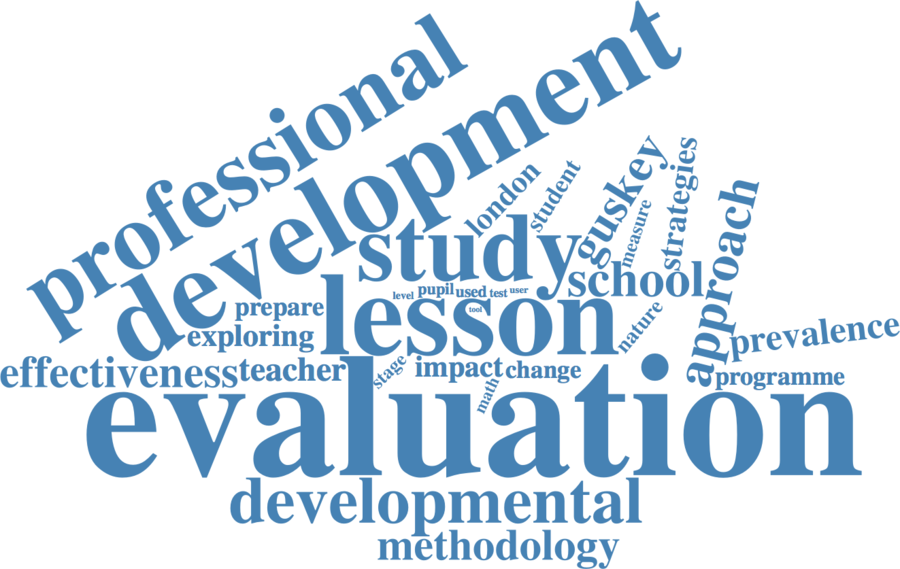 professional
development
london
student
guskey
measure
strategies
approach
study
school
level
pupil
used
test
user
tool
prepare
exploring
lesson
nature
prevalence
effectiveness
teacher
stage
impact
change
math
programme
evaluation
developmental
methodology